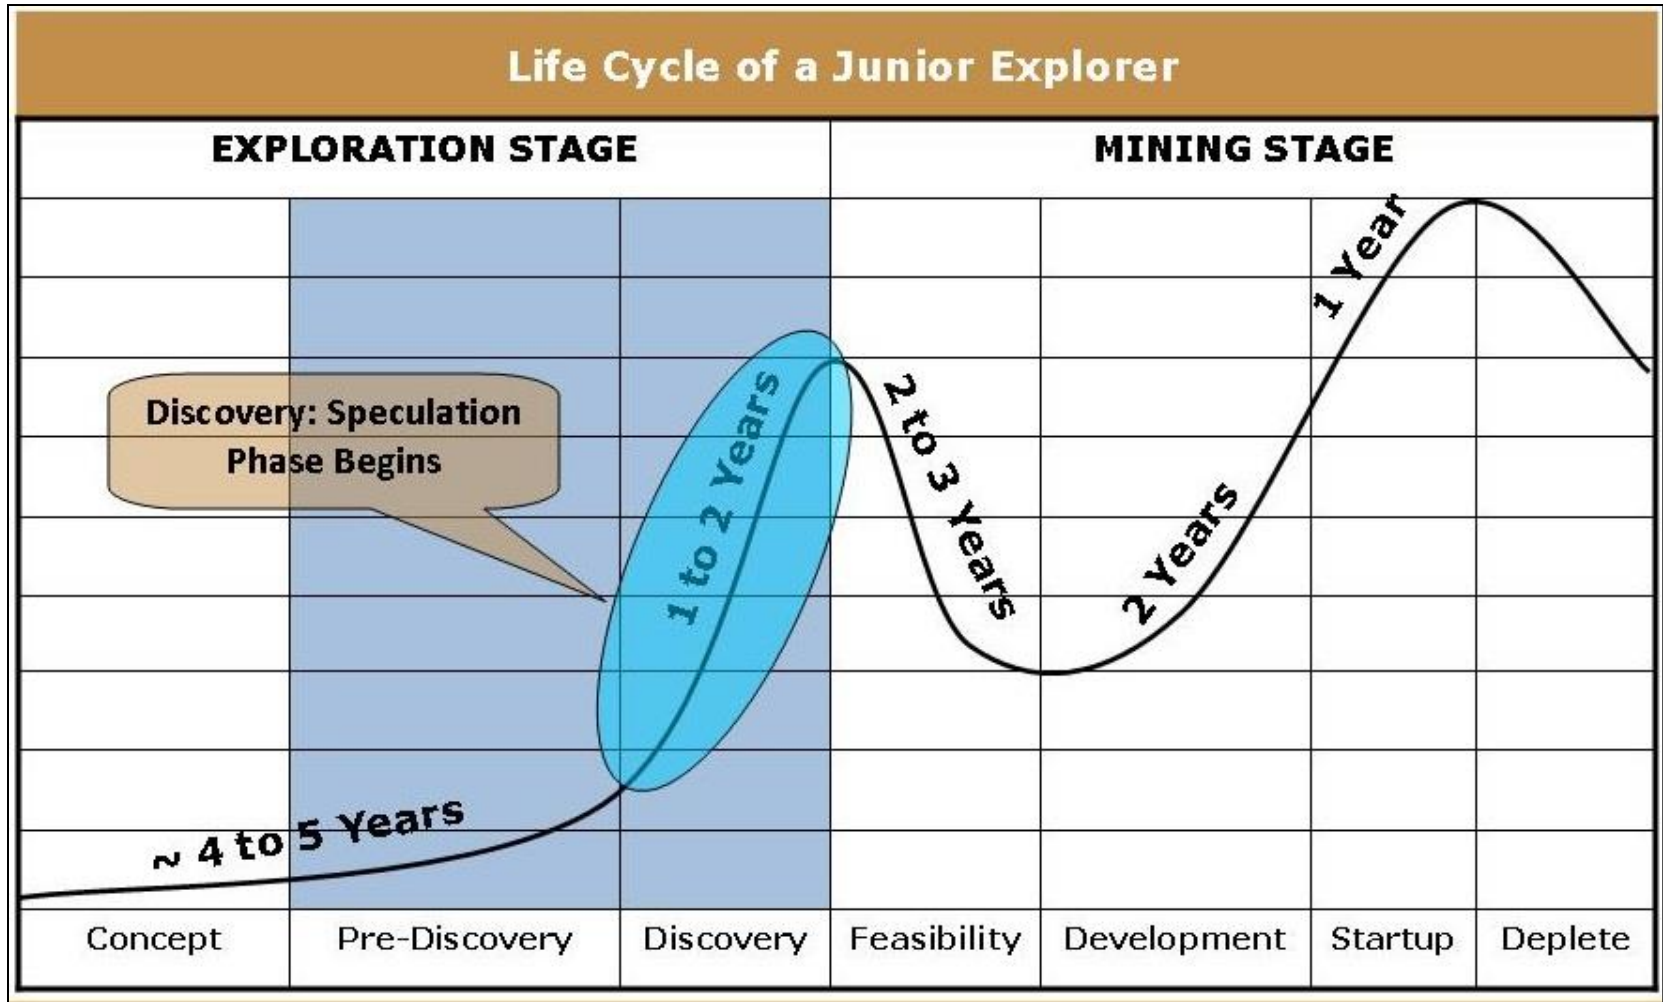 Life Cycle of a Junior Explorer
EXPLORATION STAGE
MINING STAGE
Discovery: Speculation
Phase Begins
~ 4 to 5 Years
1 to 2 Years
2 to 3 Years
2 Years
1 Year
Concept
Pre-Discovery
Discovery
Feasibility
Development
Startup
Deplete